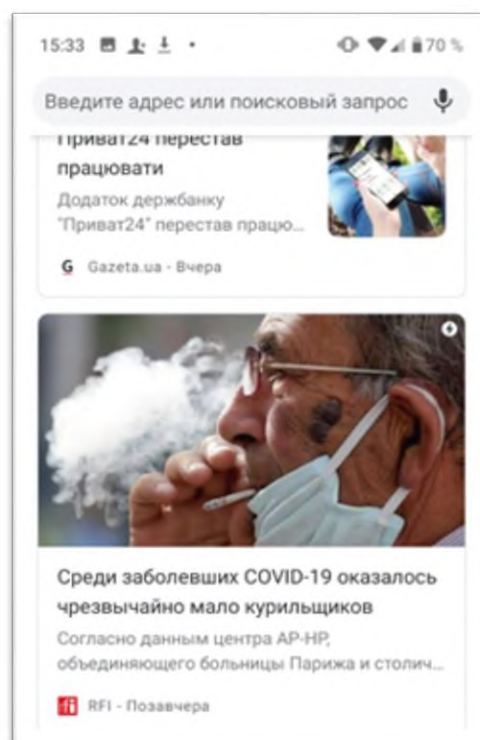 15:33
70 %
Введите адрес или поисковый запрос
Приват24 перестав
працювати
Додаток держбанку
"Приват24" перестав працю...
G Gazeta.ua - Вчера
Среди заболевших COVID-19 оказалось
чрезвычайно мало курильщиков
Согласно данным центра AP-HP,
объединяющего больницы Парижа и столич...
rfi RFI - Позавчера